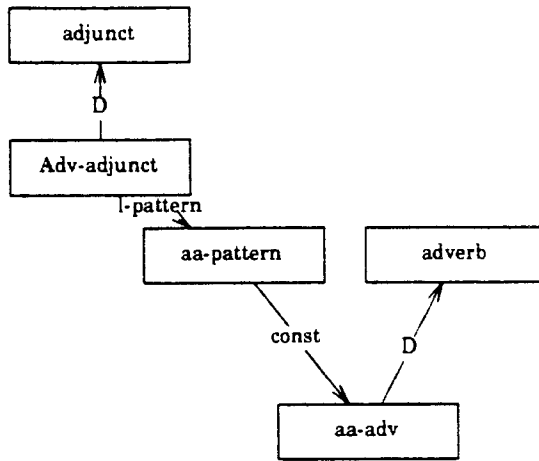 adjunct
D
Adv-adjunct
l-pattern
aa-pattern
adverb
const
D
aa-adv